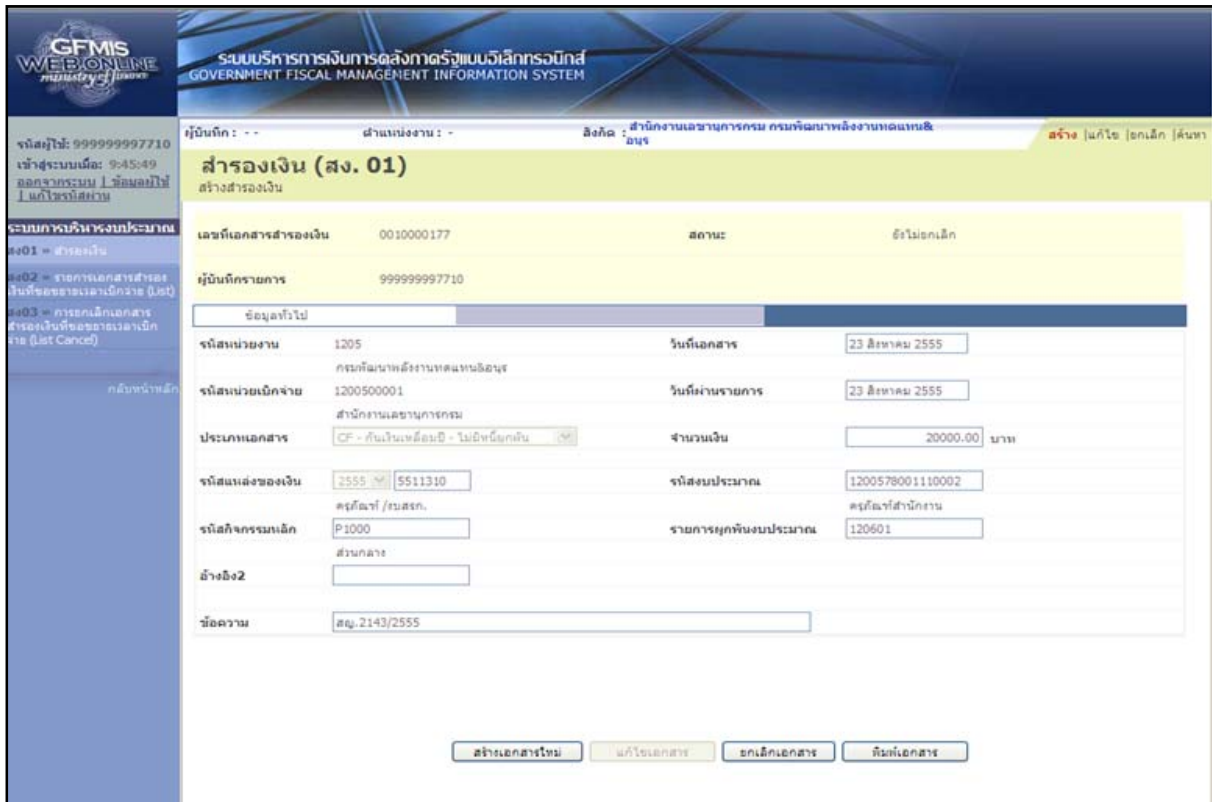 GFMIS
WEB ONLINE
ministry of finance
ระบบบริหารการเงินการคลังภาครัฐแบบอิเล็กทรอนิกส์
GOVERNMENT FISCAL MANAGEMENT INFORMATION SYSTEM
รหัสผู้ใช้: 999999997710
เข้าสู่ระบบเมื่อ: 9:45:49
ออกจากระบบ | ข้อมูลผู้ใช้
| แก้ไขรหัสผ่าน
ผู้บันทึก : - - ตำแหน่งงาน : - สังกัด : สำนักงานเลขานุการกรม กรมพัฒนาพลังงานทดแทน&
อนุร
สร้าง |แก้ไข |ยกเลิก |ค้นหา
สำรองเงิน (สง. 01)
สร้างสำรองเงิน
ระบบการบริหารงบประมาณ
สง01 » สำรองเงิน
สง02 » รายการเอกสารสำรอง
เงินที่ขอขยายเวลาเบิกจ่าย (List)
สง03 » การยกเลิกเอกสาร
สำรองเงินที่ขอขยายเวลาเบิก
จ่าย (List Cancel)
กลับหน้าหลัก
เลขที่เอกสารสำรองเงิน 0010000177 สถานะ ยังไม่ยกเลิก
ผู้บันทึกรายการ 999999997710
ข้อมูลทั่วไป
รหัสหน่วยงาน 1205 วันที่เอกสาร 23 สิงหาคม 2555
กรมพัฒนาพลังงานทดแทน&อนุร
รหัสหน่วยเบิกจ่าย 1200500001 วันที่ผ่านรายการ 23 สิงหาคม 2555
สำนักงานเลขานุการกรม
ประเภทเอกสาร CF - กันเงินเหลื่อมปี - ไม่มีหนี้ผูกพัน จำนวนเงิน 20000.00 บาท
รหัสแหล่งของเงิน 2555 5511310 รหัสงบประมาณ 1200578001110002
ครุภัณฑ์ /งบสรก. ครุภัณฑ์สำนักงาน
รหัสกิจกรรมหลัก P1000 รายการผูกพันงบประมาณ 120601
ส่วนกลาง
อ้างอิง2
ข้อความ สญ.2143/2555
สร้างเอกสารใหม่ แก้ไขเอกสาร ยกเลิกเอกสาร พิมพ์เอกสาร